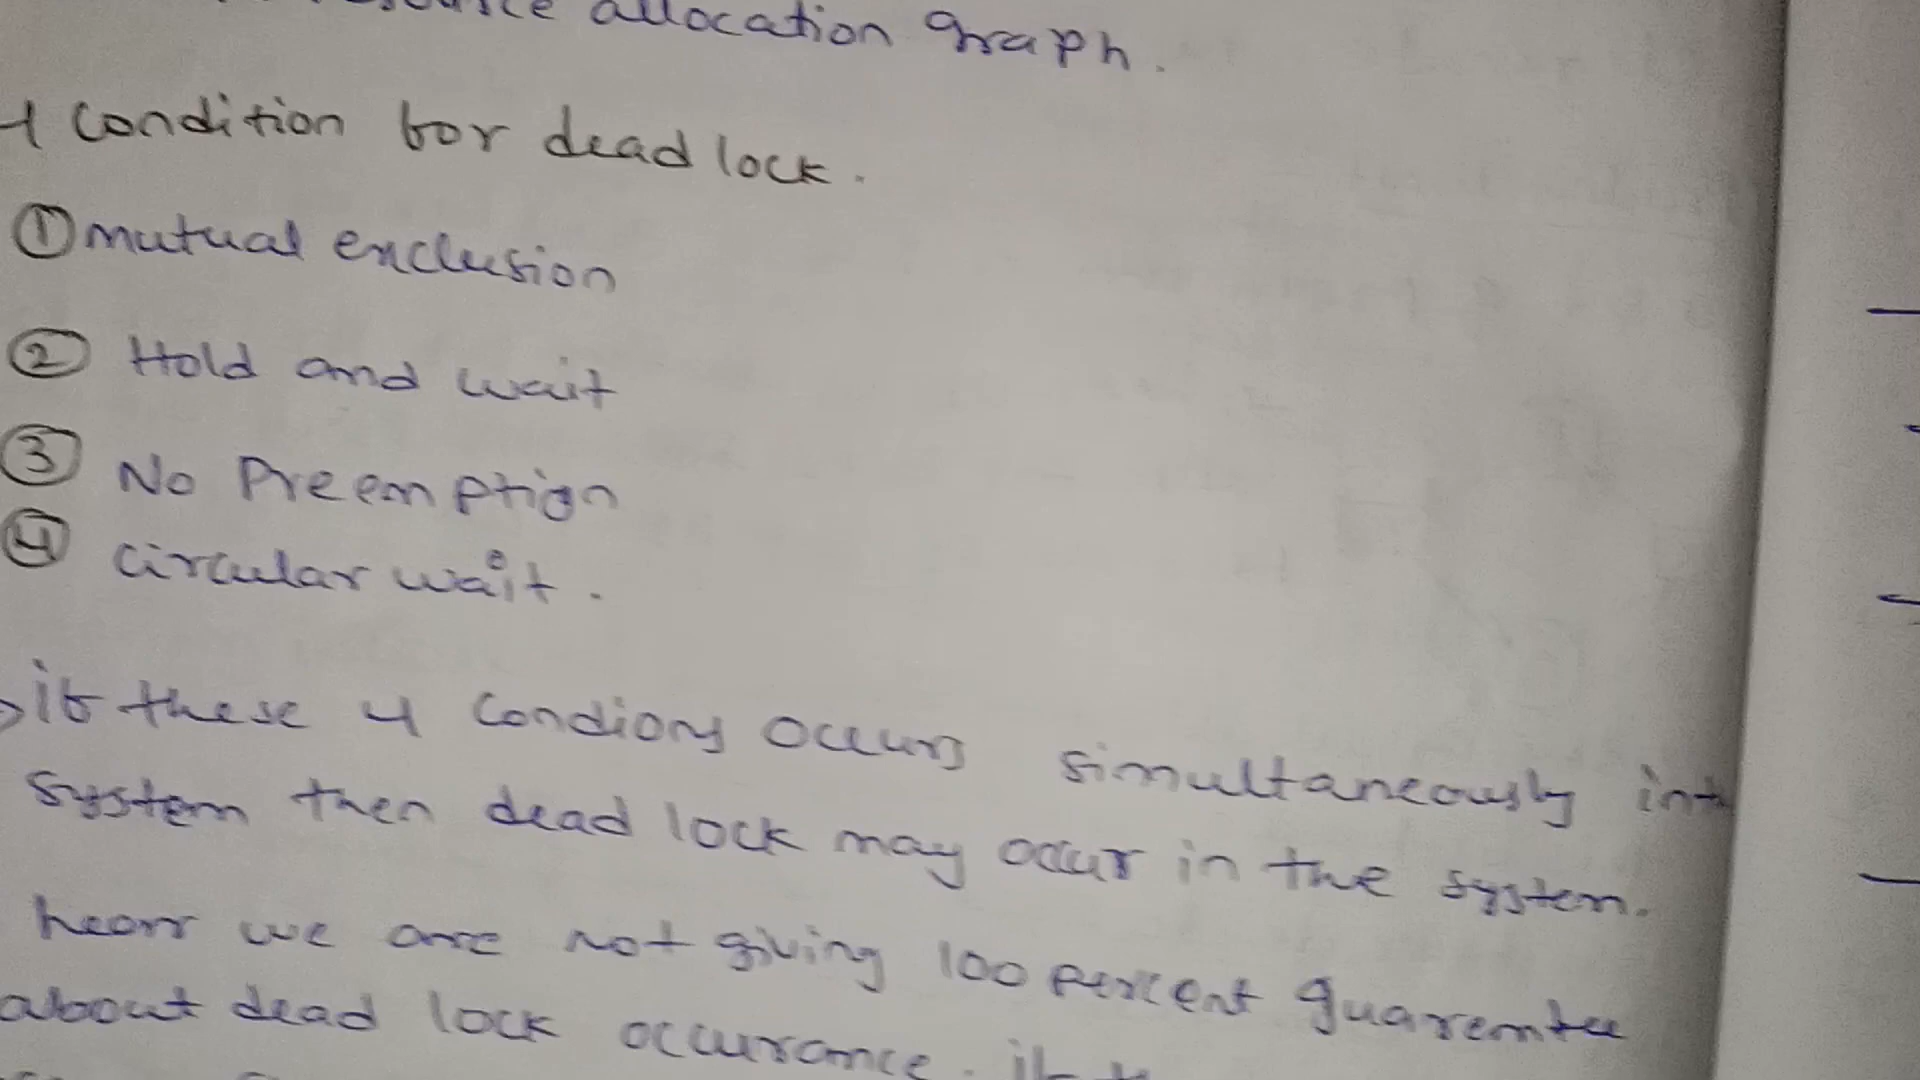 allocation graph.
4 condition for dead lock.
① mutual exclusion
② Hold and wait
③ No Preemption
④ circular wait.
if these 4 condions occurs simultaneously
system then dead lock may occur in the system.
hear we are not giving 100 percent guarentee
about dead lock occurance.